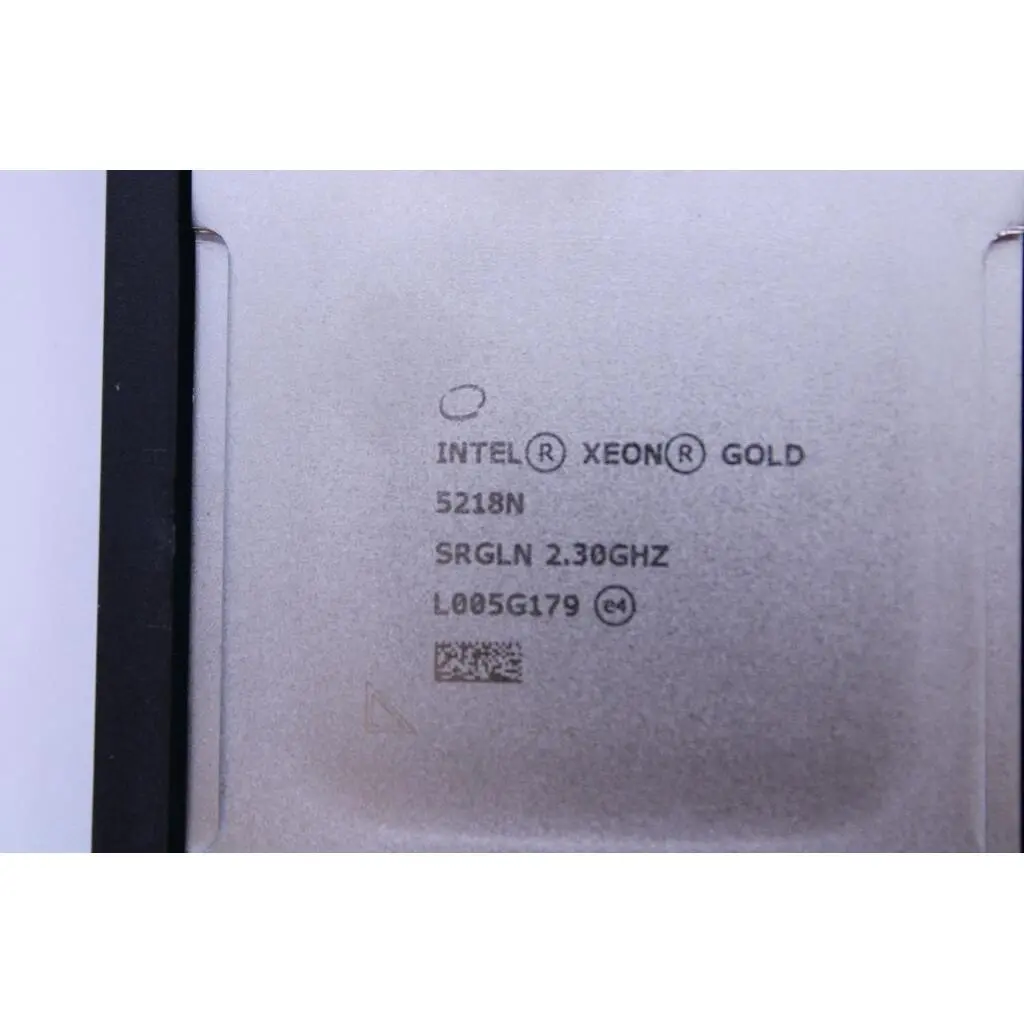 INTEL® XEON® GOLD
5218N
SRGLN 2.30GHZ
L005G179 e4